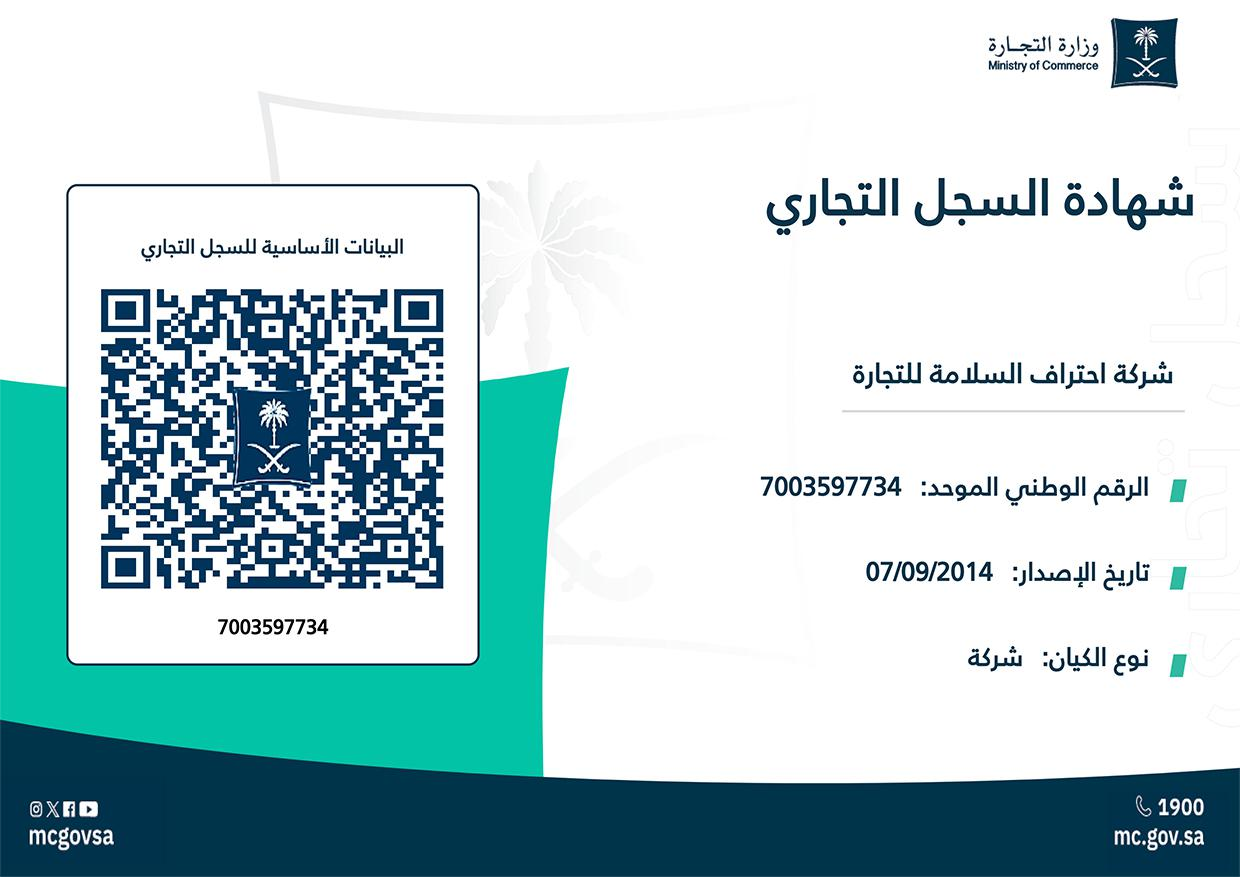 وزارة التجـارة
Ministry of Commerce
شهادة السجل التجاري
شركة احتراف السلامة للتجارة
الرقم الوطني الموحد: 7003597734
تاريخ الإصدار: 07/09/2014
نوع الكيان: شركة
البيانات الأساسية للسجل التجاري
7003597734
1900
mc.gov.sa
mcgovsa